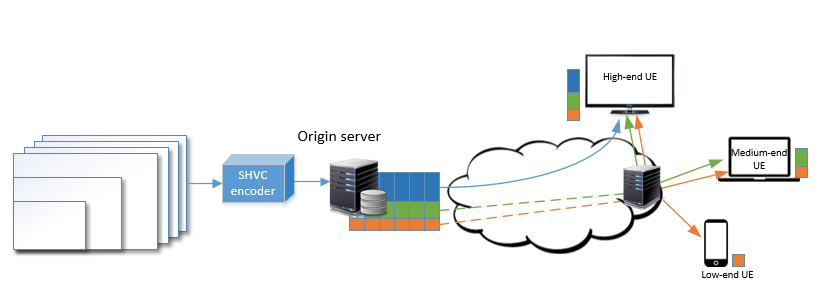 High-end UE
Origin server
Medium-end
UE
SHVC
encoder
Low-end UE